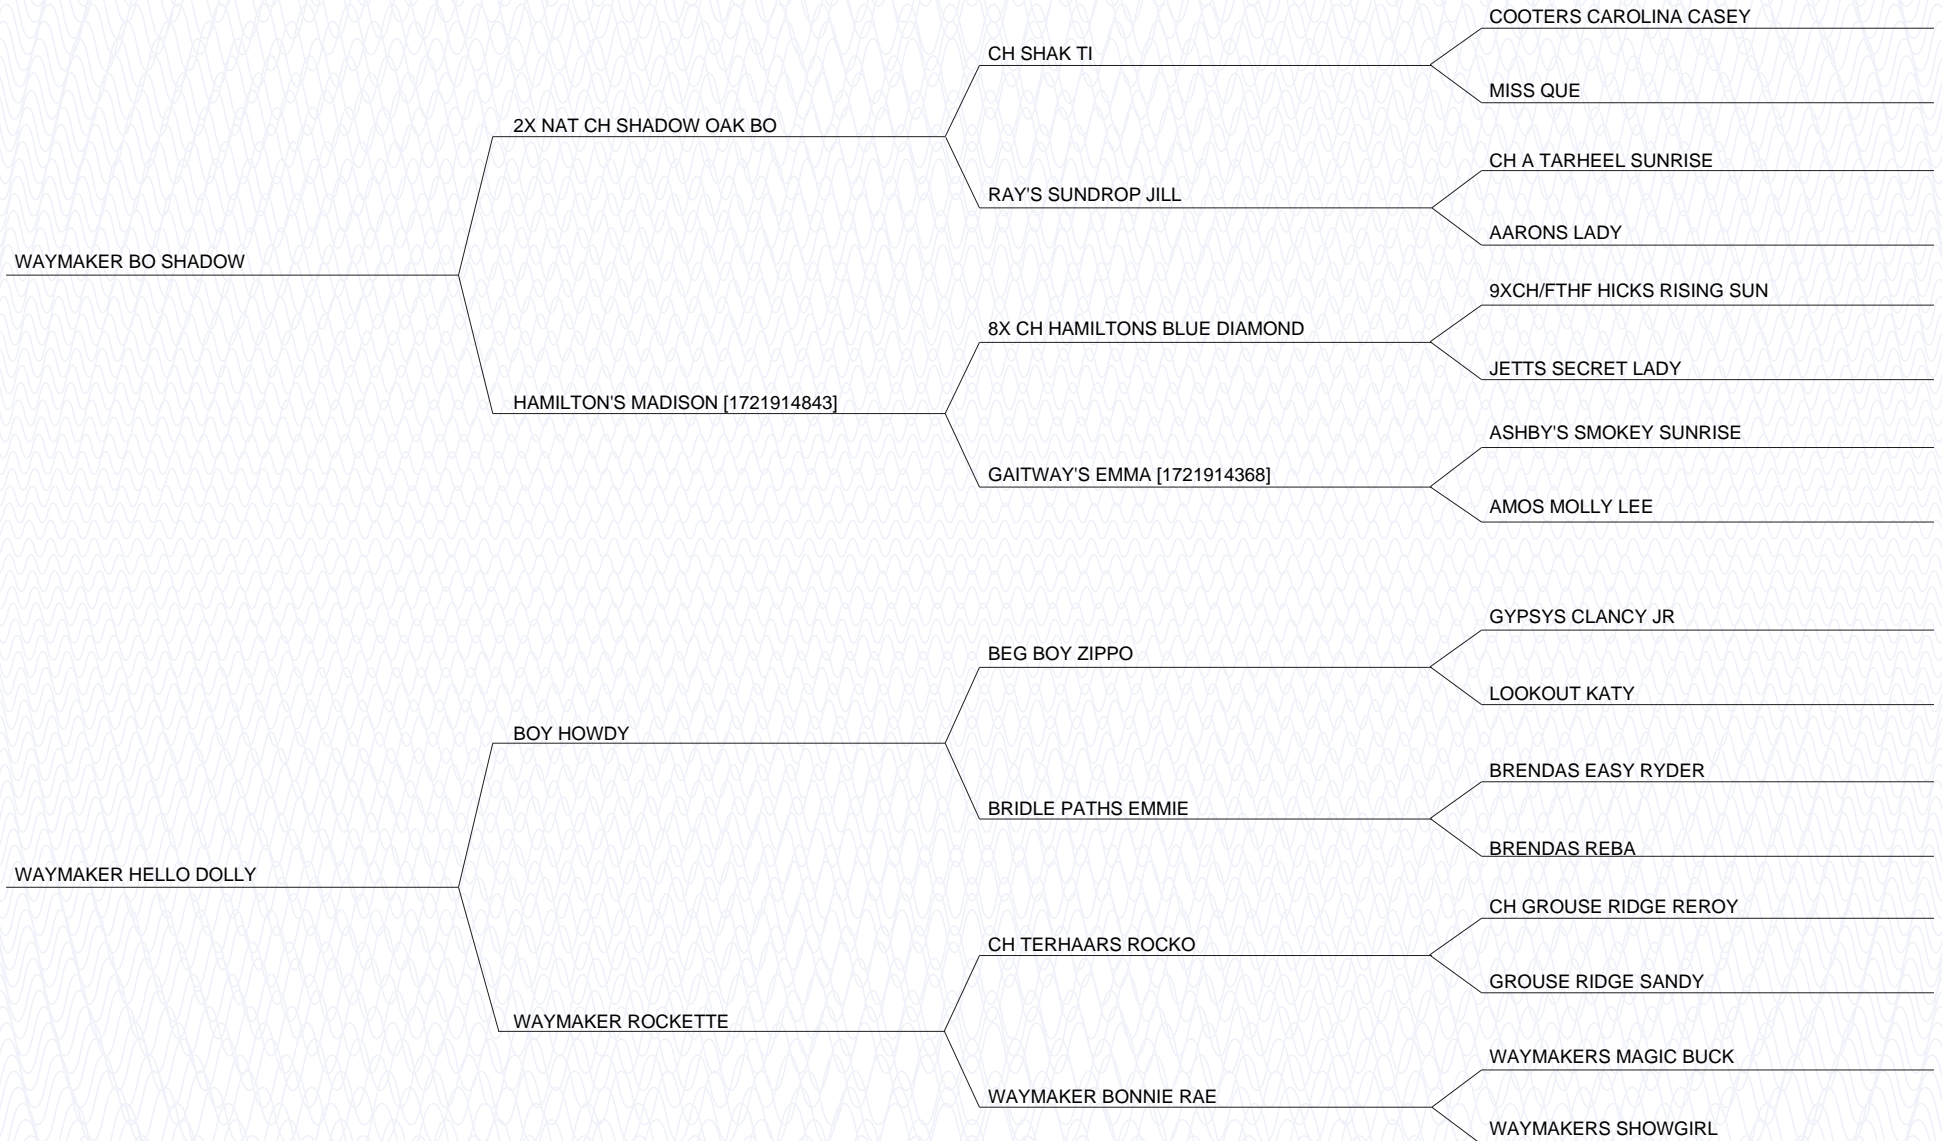 COOTERS CAROLINA CASEY
CH SHAK TI
MISS QUE
2X NAT CH SHADOW OAK BO
CH A TARHEEL SUNRISE
RAY'S SUNDROP JILL
AARONS LADY
WAYMAKER BO SHADOW
9XCH/FTHF HICKS RISING SUN
8X CH HAMILTONS BLUE DIAMOND
JETTS SECRET LADY
HAMILTON'S MADISON [1721914843]
ASHBY'S SMOKEY SUNRISE
GAITWAY'S EMMA [1721914368]
AMOS MOLLY LEE
GYPSYS CLANCY JR
BEG BOY ZIPPO
LOOKOUT KATY
BOY HOWDY
BRENDAS EASY RYDER
BRIDLE PATHS EMMIE
BRENDAS REBA
WAYMAKER HELLO DOLLY
CH GROUSE RIDGE REROY
CH TERHAARS ROCKO
GROUSE RIDGE SANDY
WAYMAKER ROCKETTE
WAYMAKERS MAGIC BUCK
WAYMAKER BONNIE RAE
WAYMAKERS SHOWGIRL